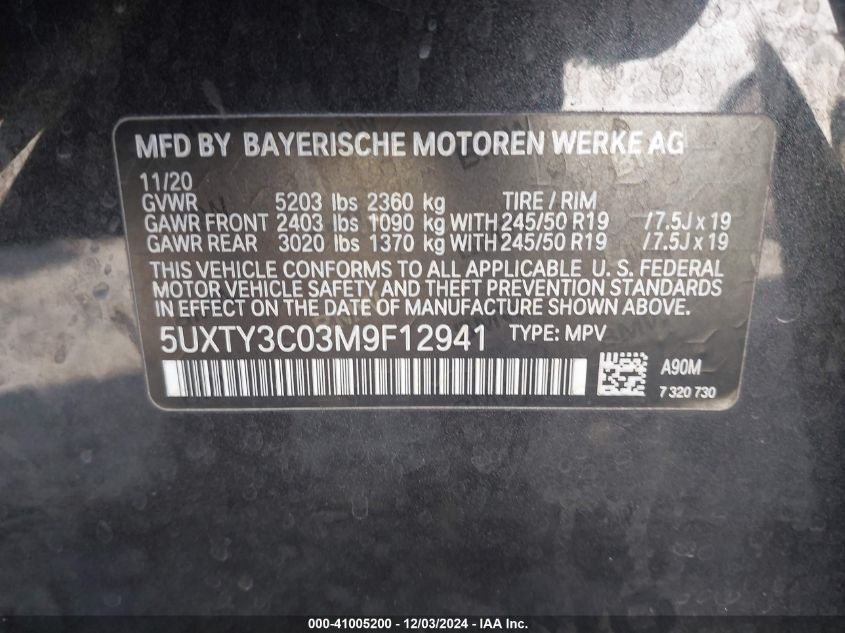 MFD BY BAYERISCHE MOTOREN WERKE AG
11/20
GVWR 5203 lbs 2360 kg TIRE / RIM
GAWR FRONT 2403 lbs 1090 kg WITH 245/50 R19 / 7.5J x 19
GAWR REAR 3020 lbs 1370 kg WITH 245/50 R19 / 7.5J x 19
THIS VEHICLE CONFORMS TO ALL APPLICABLE U. S. FEDERAL
MOTOR VEHICLE SAFETY AND THEFT PREVENTION STANDARDS
IN EFFECT ON THE DATE OF MANUFACTURE SHOWN ABOVE.
5UXTY3C03M9F12941 TYPE: MPV
A90M
7 320 730
000-41005200 - 12/03/2024 - IAA Inc.